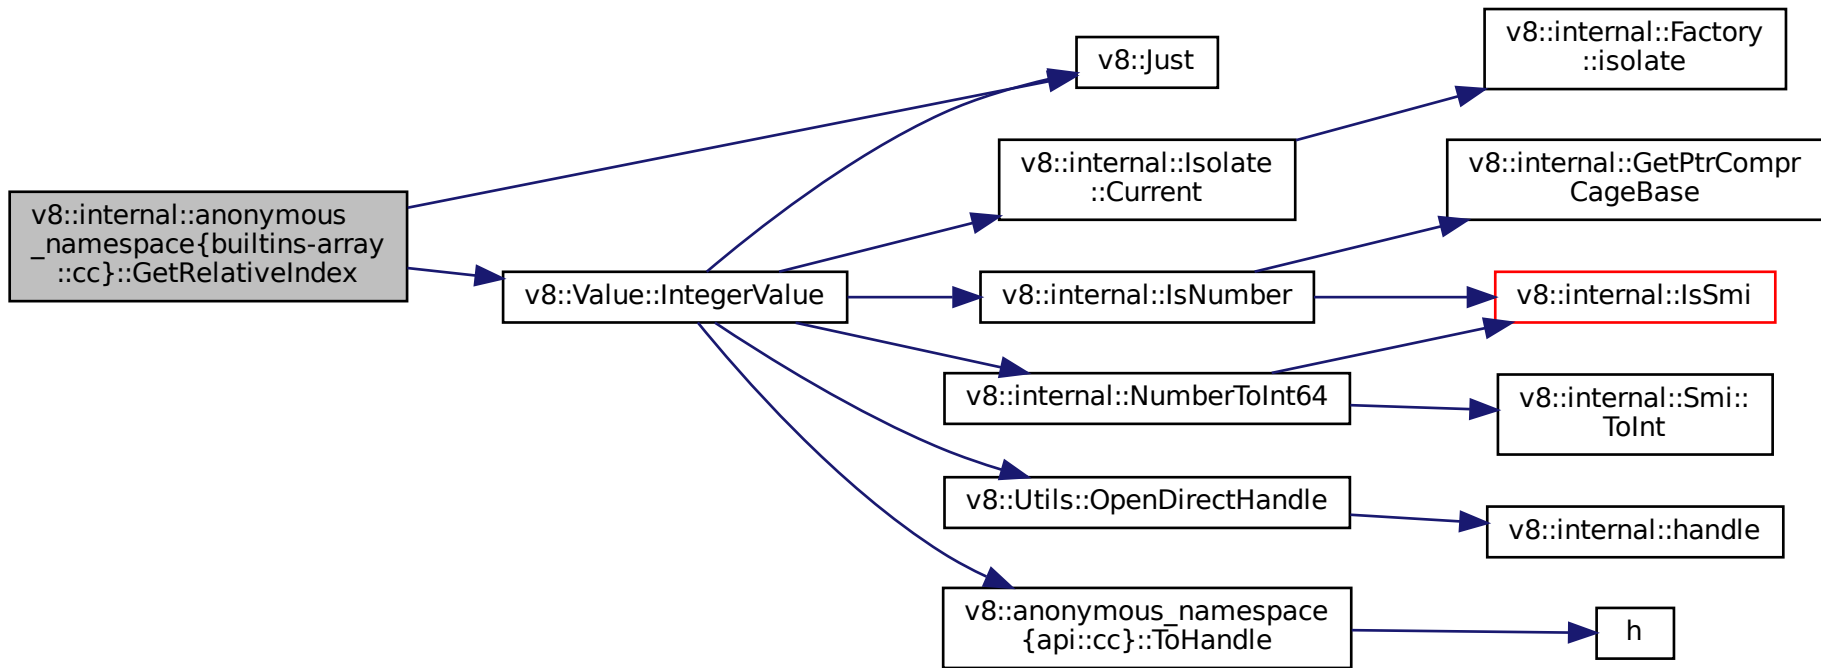 v8::internal::anonymous
_namespace{builtins-array
::cc}::GetRelativeIndex
v8::Just
v8::Value::IntegerValue
v8::internal::Isolate
::Current
v8::internal::Factory
::isolate
v8::internal::IsNumber
v8::internal::GetPtrCompr
CageBase
v8::internal::IsSmi
v8::internal::NumberToInt64
v8::internal::Smi::
ToInt
v8::Utils::OpenDirectHandle
v8::internal::handle
v8::anonymous_namespace
{api::cc}::ToHandle
h